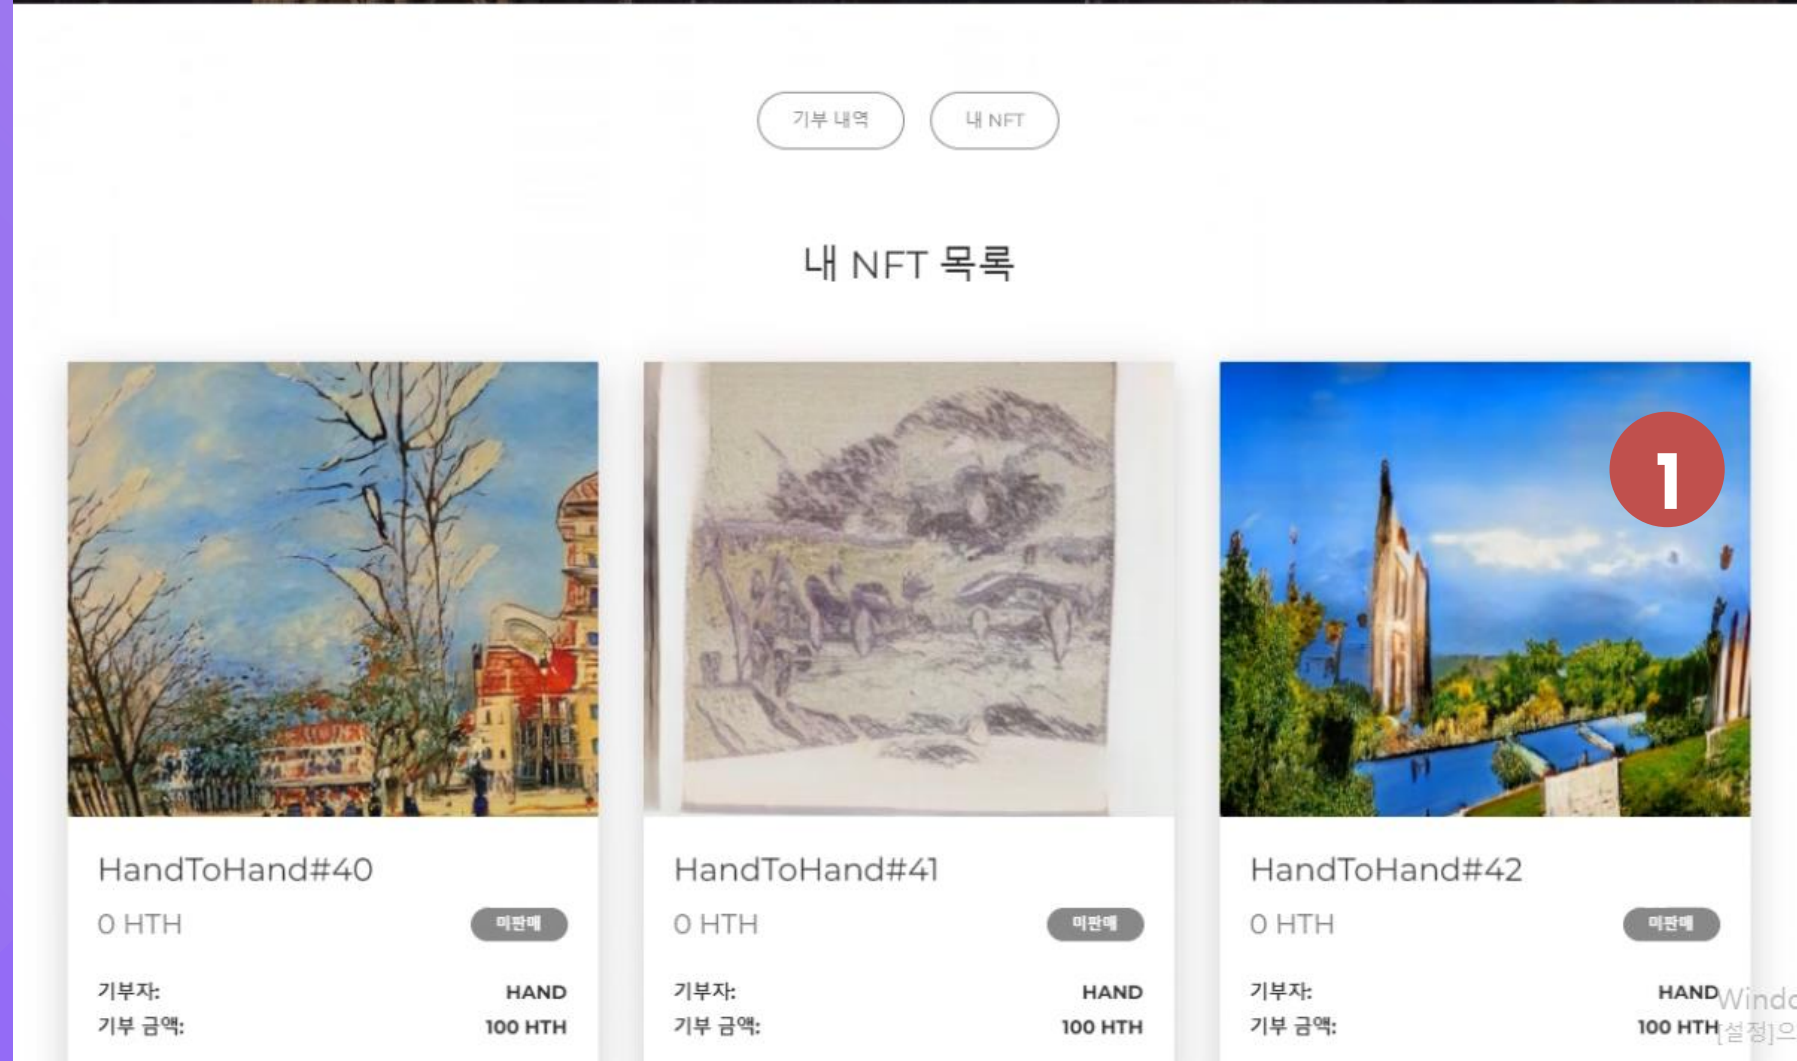 기부 내역
내 NFT
내 NFT 목록
1
HandToHand#40
0 HTH
미판매
기부자:
HAND
기부 금액:
100 HTH
HandToHand#41
0 HTH
미판매
기부자:
HAND
기부 금액:
100 HTH
HandToHand#42
0 HTH
미판매
기부자:
HAND
기부 금액:
100 HTH
Windo
[설정]으